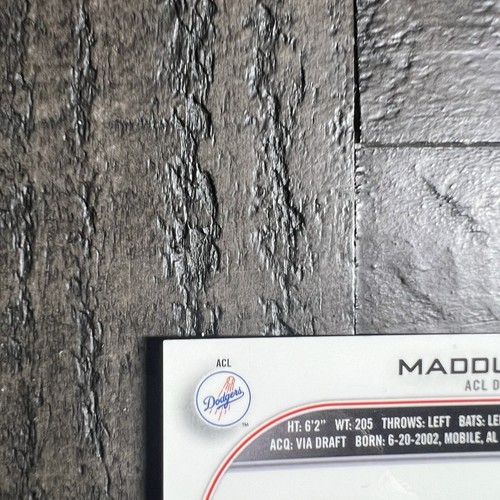 ACL
MADDU
ACL D
Dodgers
HT: 6'2" WT: 205 THROWS: LEFT BATS: LE
ACQ: VIA DRAFT BORN: 6-20-2002, MOBILE, AL
TM